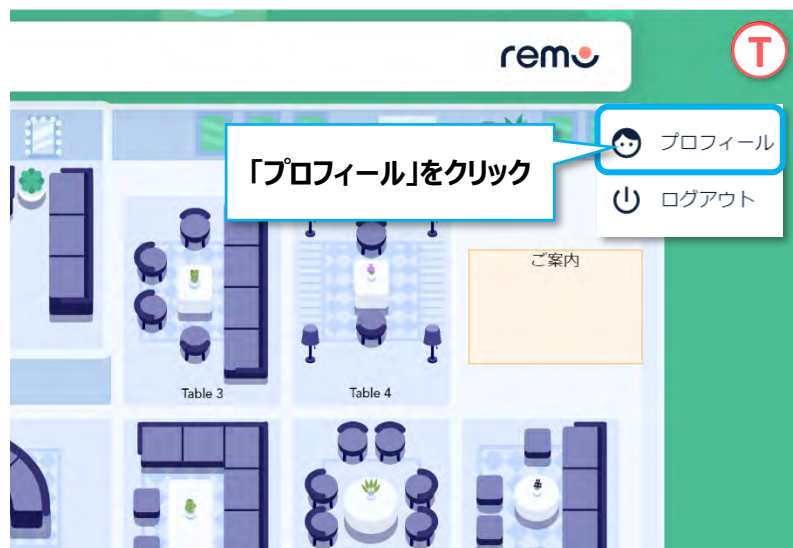 remo
T
プロフィール
「プロフィール」をクリック
ログアウト
ご案内
Table 3
Table 4